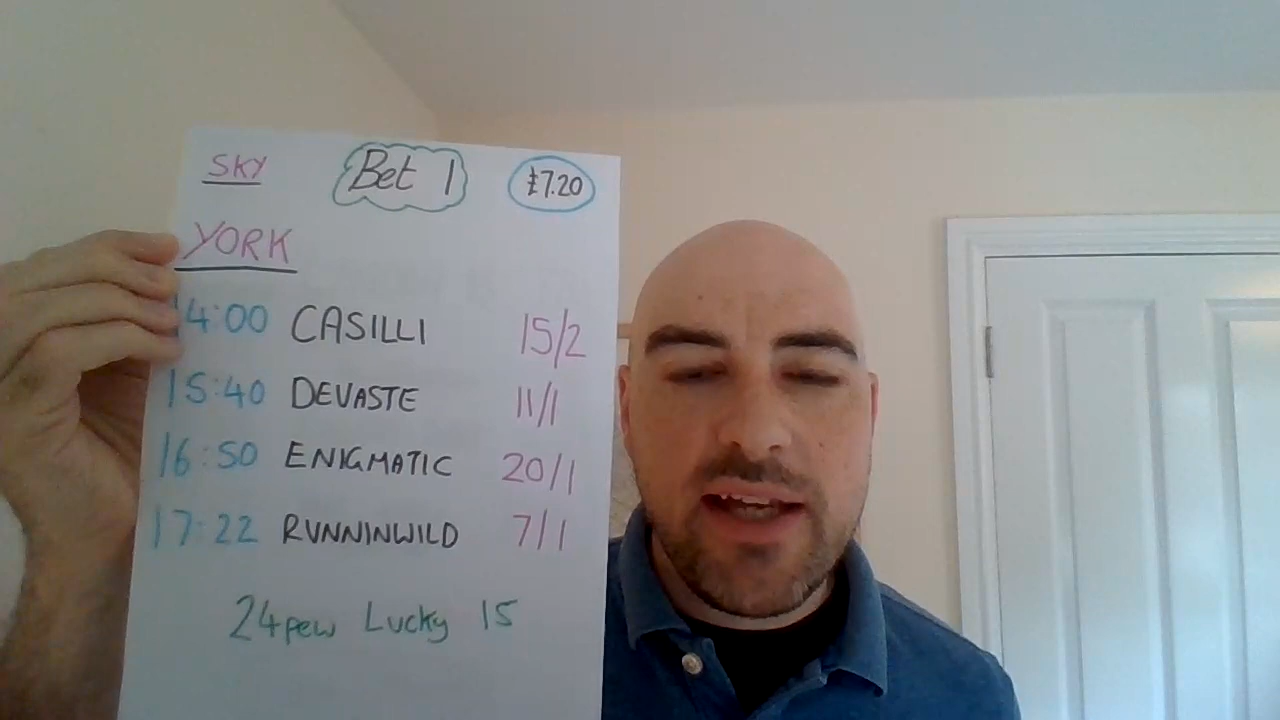 SKY Bet 1 £7.20
YORK
14:00 CASILLI 15/2
15:40 DEVASTE 11/1
16:50 ENIGMATIC 20/1
17:22 RUNNINWILD 7/1
24pew Lucky 15